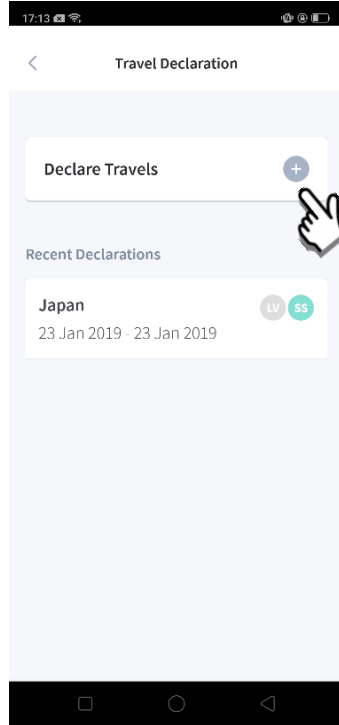 17:13
Travel Declaration
Declare Travels
Recent Declarations
Japan
LV SS
23 Jan 2019 - 23 Jan 2019